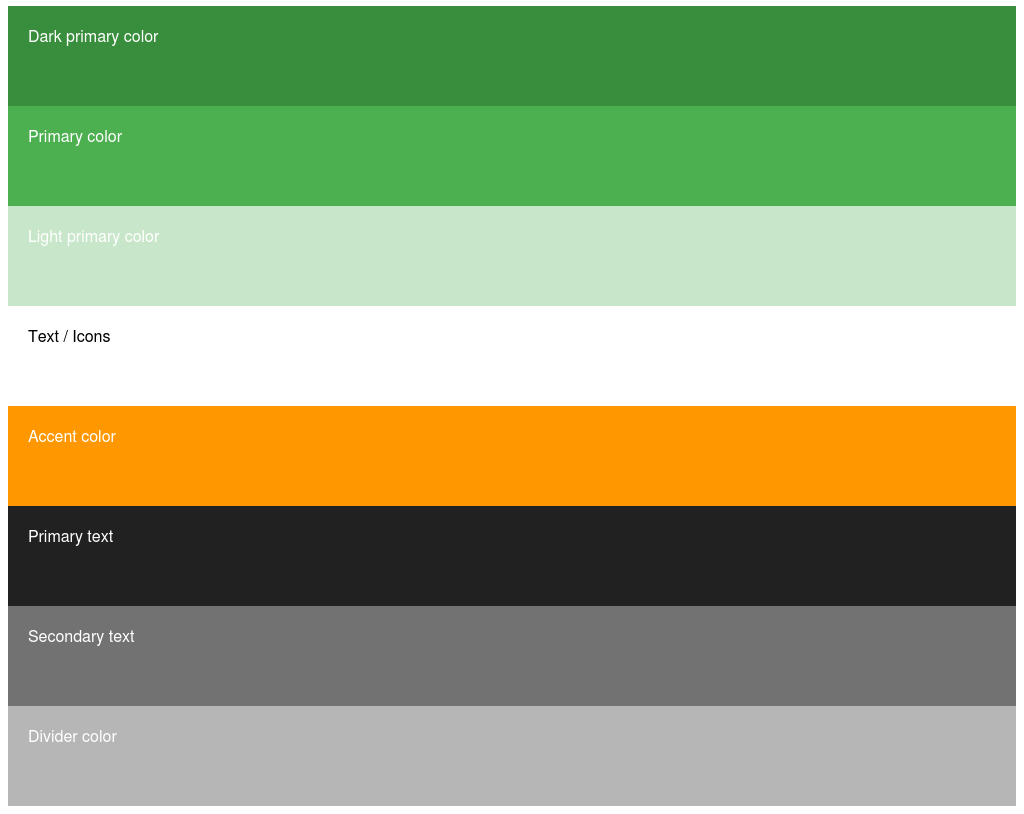 Dark primary color
Primary color
Light primary color
Text / Icons
Accent color
Primary text
Secondary text
Divider color